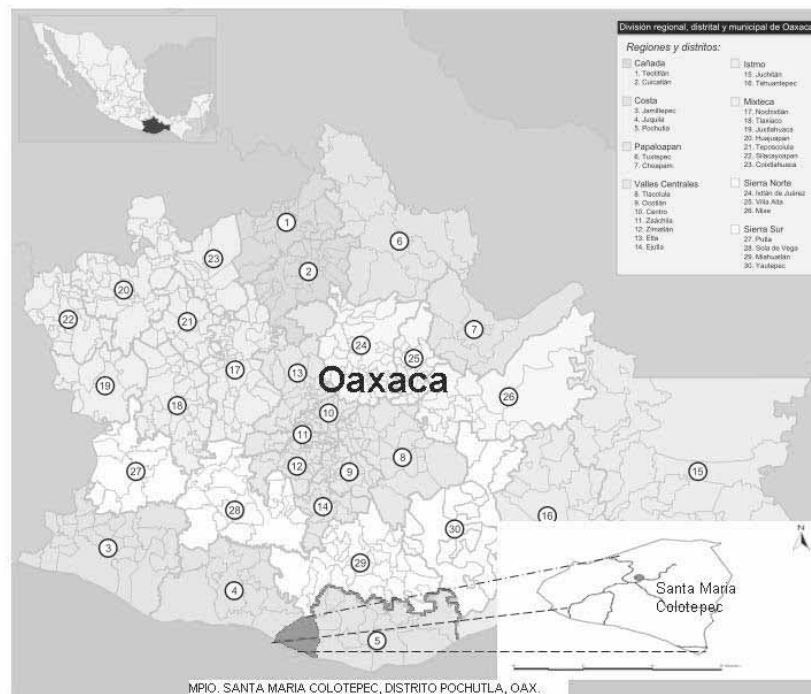 División regional, distrital y municipal de Oaxaca
Regiones y distritos:
Cañada
1. Teotitlán
2. Cuicatlán
Costa
3. Jamiltepec
4. Juquila
5. Pochutla
Papaloapan
6. Tuxtepec
7. Choapam
Valles Centrales
8. Tlacolula
9. Ocotlán
10. Centro
11. Zaachila
12. Zimatlán
13. Etla
14. Ejutla
Istmo
15. Juchitán
16. Tehuantepec
Mixteca
17. Nochixtlán
18. Tlaxiaco
19. Juxtlahuaca
20. Huajuapan
21. Teposcolula
22. Silacayoapan
23. Coixtlahuaca
Sierra Norte
24. Ixtlán de Juárez
25. Villa Alta
26. Mixe
Sierra Sur
27. Putla
28. Sola de Vega
29. Miahuatlán
30. Yautepec
1
6
2
23
20
22
21
7
24
25
17
13
Oaxaca
19
26
18
10
11
8
12
9
27
15
14
28
30
16
3
29
N
Santa María
Colotepec
4
5
MPIO. SANTA MARIA COLOTEPEC, DISTRITO POCHUTLA, OAX.